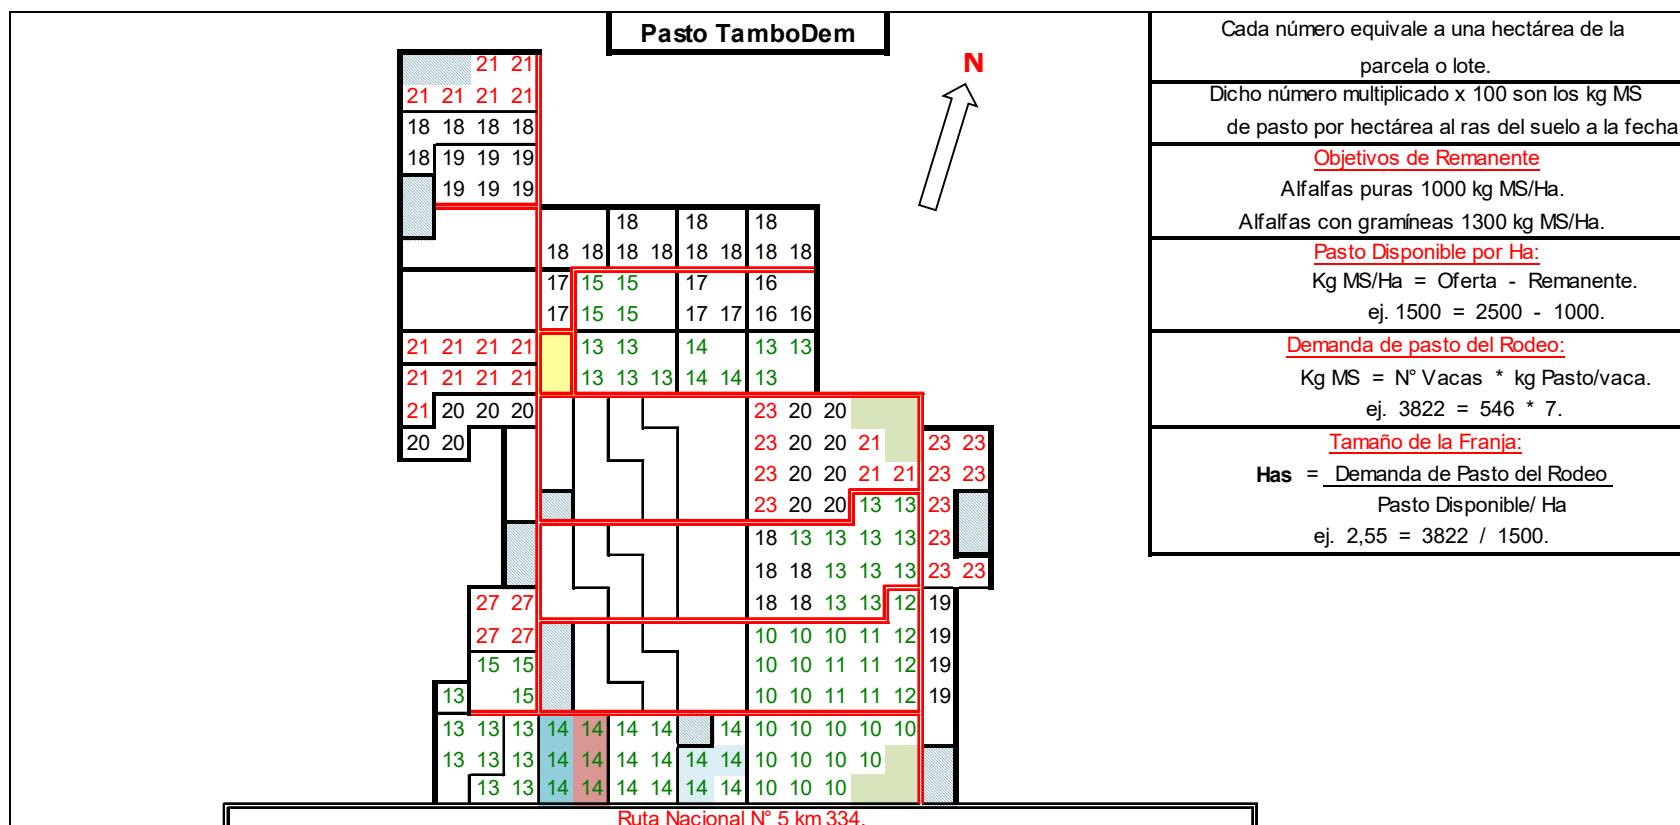 Pasto TamboDem
N
21 21
21 21 21 21
18 18 18 18
18 19 19 19
19 19 19
18 18 18
18 18 18 18 18 18 18 18
17 15 15 17 16
17 15 15 17 17 16 16
21 21 21 21 13 13 14 13 13
21 21 21 21 13 13 13 14 14 13
21 20 20 20 23 20 20
20 20 23 20 20 21 23 23
23 20 20 21 21 23 23
23 20 20 13 13 23
18 13 13 13 13 23
18 18 13 13 13 23 23
27 27 18 18 13 13 12 19
27 27 10 10 10 11 12 19
15 15 10 10 11 11 12 19
13 15 10 10 11 11 12 19
13 13 13 14 14 14 14 14 10 10 10 10 10
13 13 13 14 14 14 14 14 14 10 10 10 10
13 13 14 14 14 14 14 14 10 10 10
Ruta Nacional N° 5 km 334.
Cada número equivale a una hectárea de la
parcela o lote.
Dicho número multiplicado x 100 son los kg MS
de pasto por hectárea al ras del suelo a la fecha
Objetivos de Remanente
Alfalfas puras 1000 kg MS/Ha.
Alfalfas con gramíneas 1300 kg MS/Ha.
Pasto Disponible por Ha:
Kg MS/Ha = Oferta - Remanente.
ej. 1500 = 2500 - 1000.
Demanda de pasto del Rodeo:
Kg MS = N° Vacas * kg Pasto/vaca.
ej. 3822 = 546 * 7.
Tamaño de la Franja:
Has = Demanda de Pasto del Rodeo
Pasto Disponible/ Ha
ej. 2,55 = 3822 / 1500.